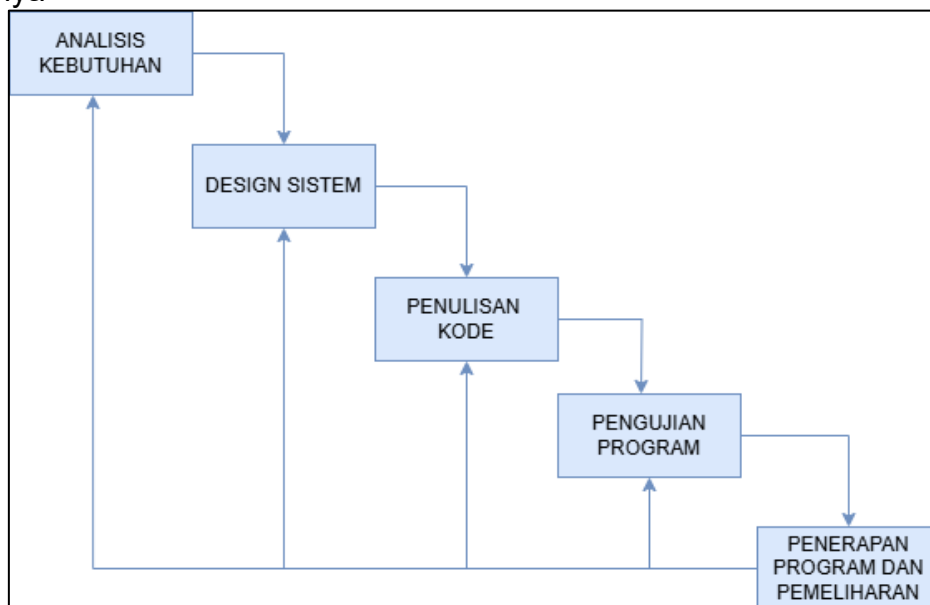 ANALISIS
KEBUTUHAN
DESIGN SISTEM
PENULISAN
KODE
PENGUJIAN
PROGRAM
PENERAPAN
PROGRAM DAN
PEMELIHARAN